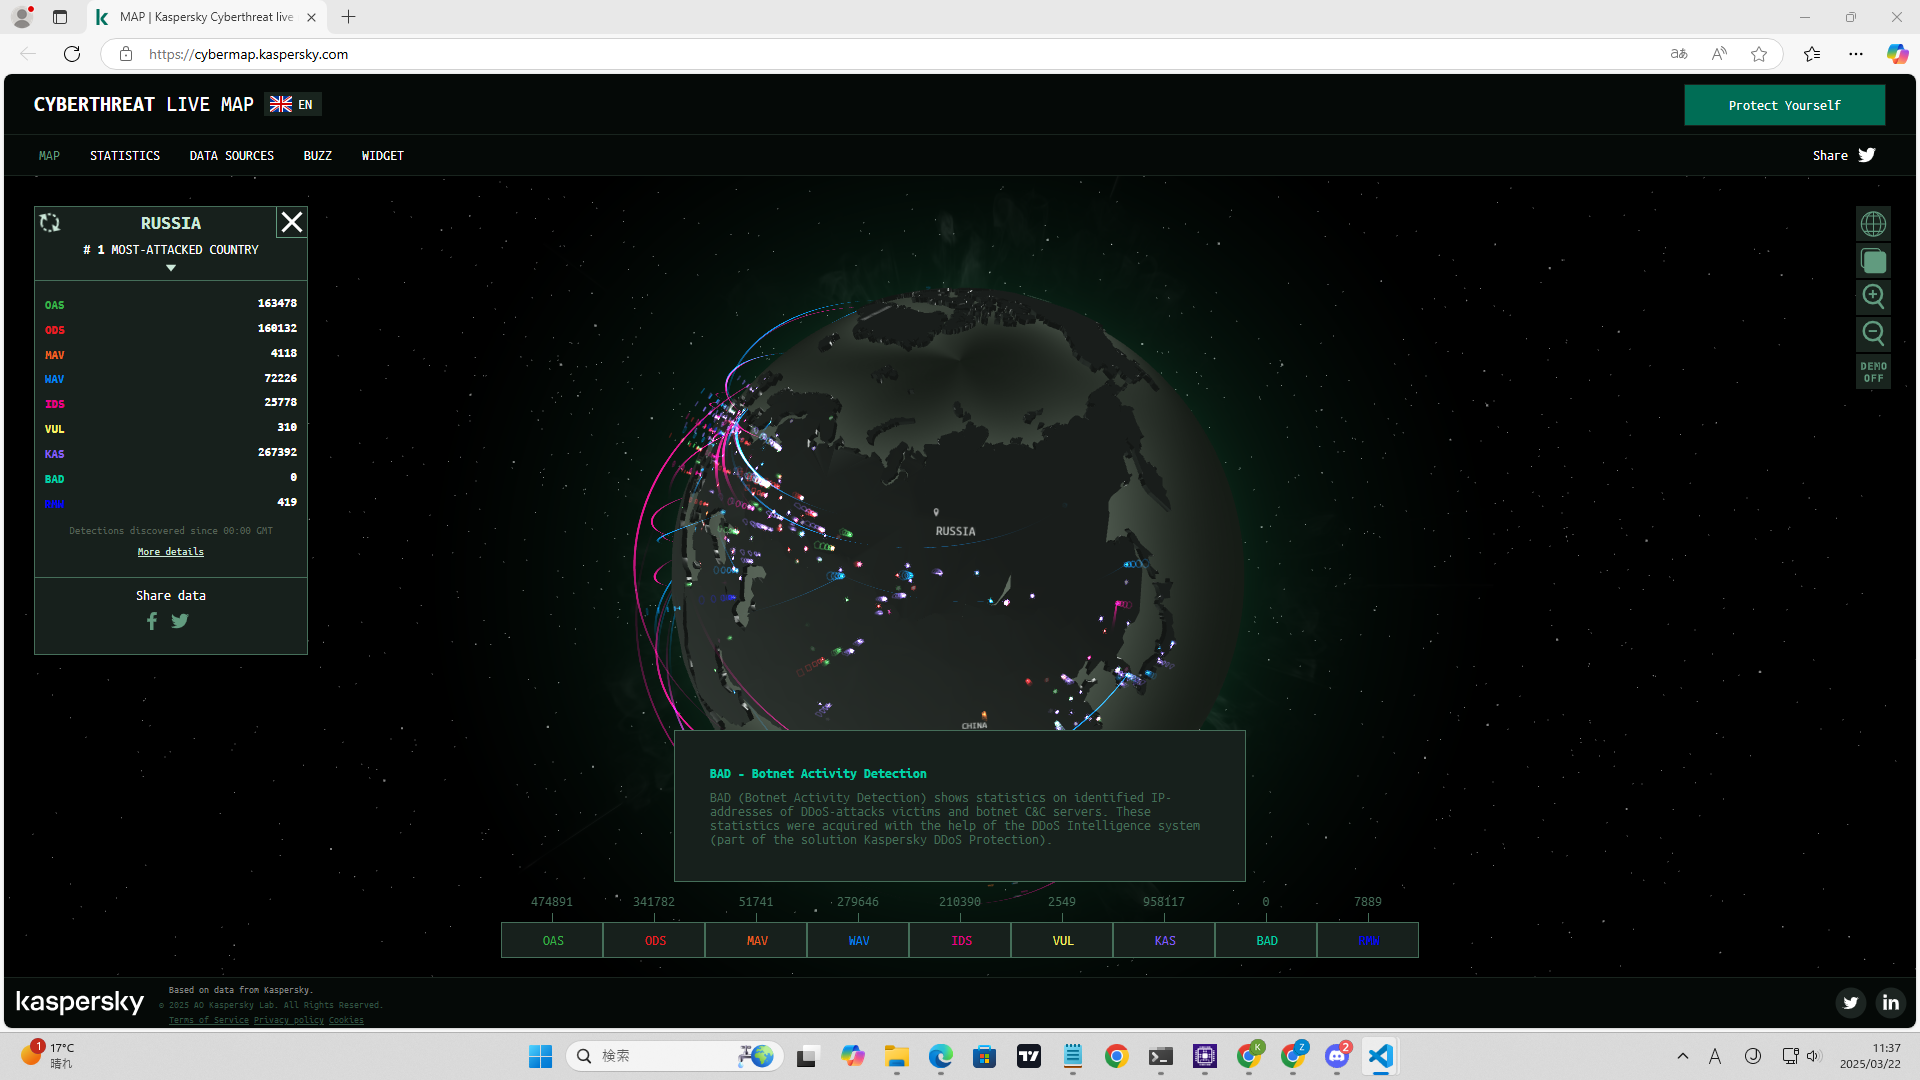 MAP | Kaspersky Cyberthreat live
https://cybermap.kaspersky.com
CYBERTHREAT LIVE MAP
EN
Protect Yourself
MAP
STATISTICS
DATA SOURCES
BUZZ
WIDGET
Share
RUSSIA
# 1 MOST-ATTACKED COUNTRY
OAS 163478
ODS 160132
MAV 4118
WAV 72226
IDS 25778
VUL 310
KAS 267392
BAD 0
RMW 419
Detections discovered since 00:00 GMT
More details
Share data
DEMO
OFF
RUSSIA
CHINA
BAD - Botnet Activity Detection
BAD (Botnet Activity Detection) shows statistics on identified IP-
addresses of DDoS-attacks victims and botnet C&C servers. These
statistics were acquired with the help of the DDoS Intelligence system
(part of the solution Kaspersky DDoS Protection).
474891 341782 51741 279646 210390 2549 958117 0 7889
OAS ODS MAV WAV IDS VUL KAS BAD RMW
kaspersky
Based on data from Kaspersky.
© 2025 AO Kaspersky Lab. All Rights Reserved.
Terms of Service Privacy policy Cookies
1
17°C
晴れ
検索
K
Z
2
A
11:37
2025/03/22